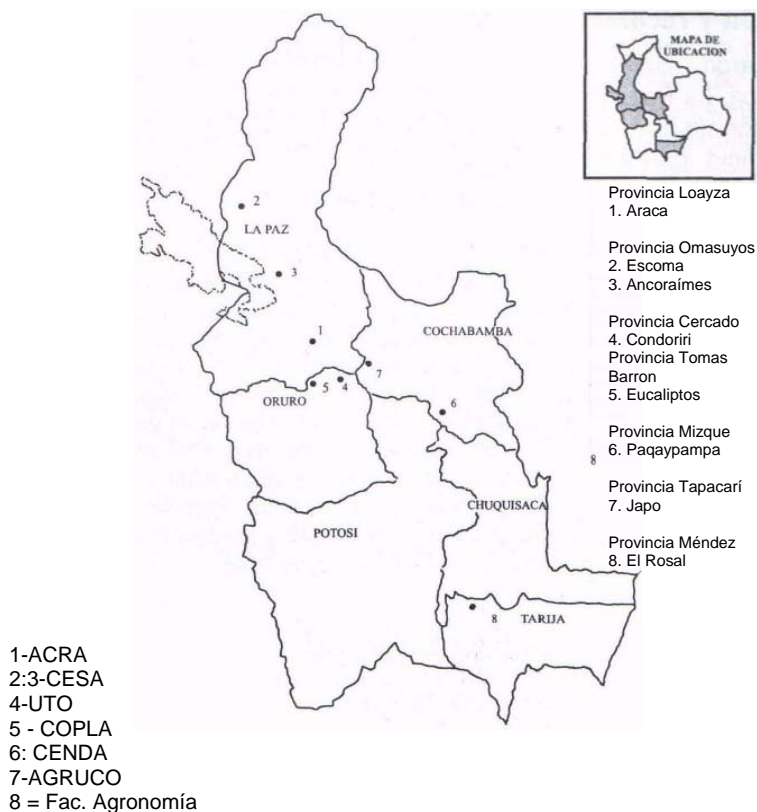 MAPA DE
UBICACION
Provincia Loayza
1. Araca
Provincia Omasuyos
2. Escoma
3. Ancoraímes
Provincia Cercado
4. Condoriri
Provincia Tomas
Barron
5. Eucaliptos
Provincia Mizque
6. Paqaypampa
Provincia Tapacarí
7. Japo
Provincia Méndez
8. El Rosal
2
LA PAZ
3
1
COCHABAMBA
7
5 4
ORURO
6
8
CHUQUISACA
POTOSI
8 TARIJA
1-ACRA
2:3-CESA
4-UTO
5 - COPLA
6: CENDA
7-AGRUCO
8 = Fac. Agronomía